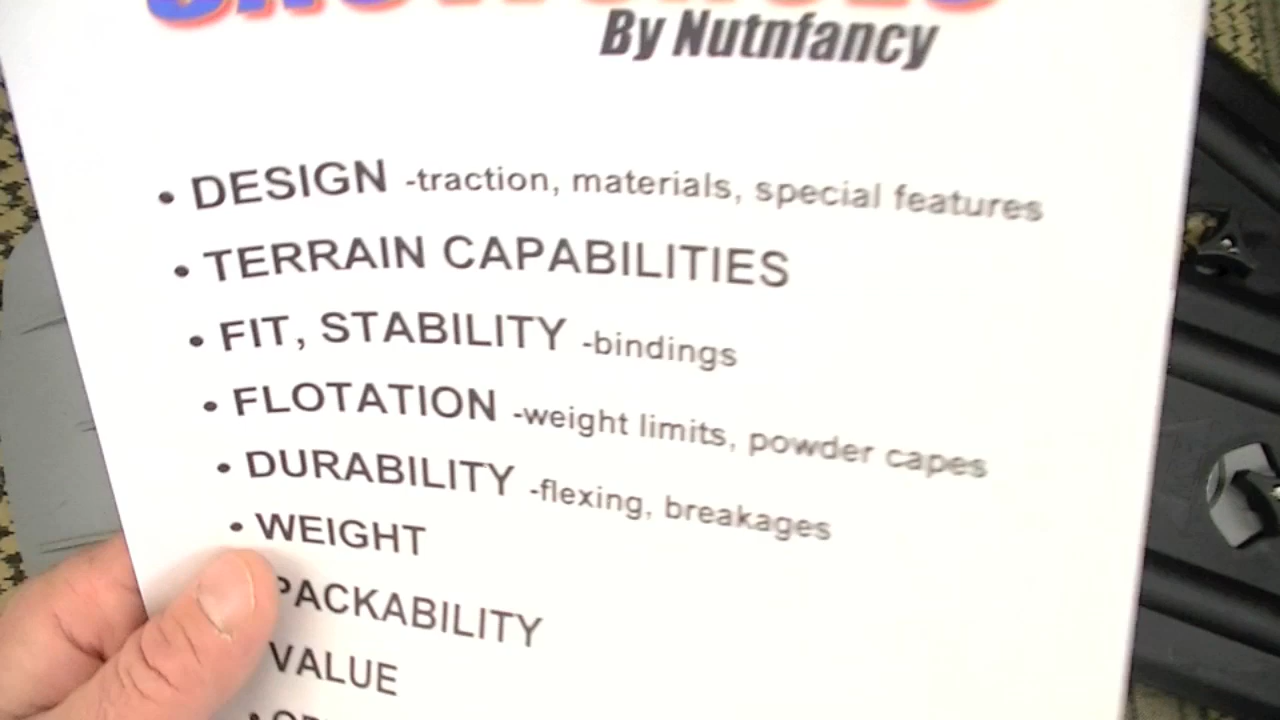 By Nutnfancy
• DESIGN -traction, materials, special features
• TERRAIN CAPABILITIES
• FIT, STABILITY -bindings
• FLOTATION -weight limits, powder capes
• DURABILITY -flexing, breakages
• WEIGHT
PACKABILITY
VALUE